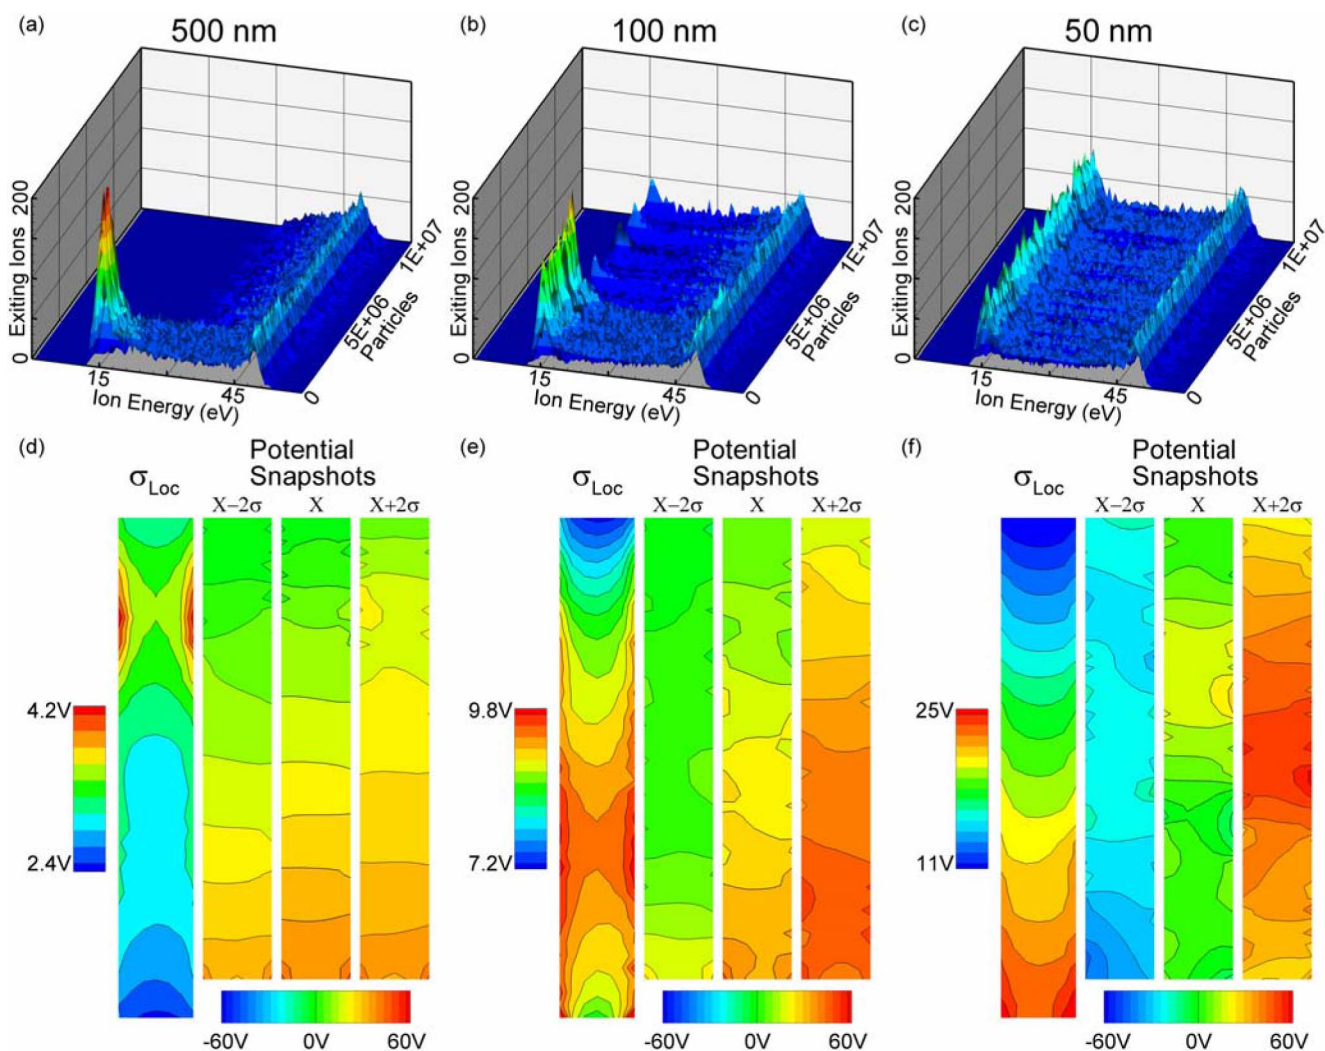 (a) 500 nm
(b) 100 nm
(c) 50 nm
200
Exiting Ions
0
15
Ion Energy (eV)
45
0
5E+06
Particles
1E+07
200
Exiting Ions
0
15
Ion Energy (eV)
45
0
5E+06
Particles
1E+07
200
Exiting Ions
0
15
Ion Energy (eV)
45
0
5E+06
Particles
1E+07
(d) Potential
σLoc Snapshots
X−2σ X X+2σ
4.2V
2.4V
-60V 0V 60V
(e) Potential
σLoc Snapshots
X−2σ X X+2σ
9.8V
7.2V
-60V 0V 60V
(f) Potential
σLoc Snapshots
X−2σ X X+2σ
25V
11V
-60V 0V 60V